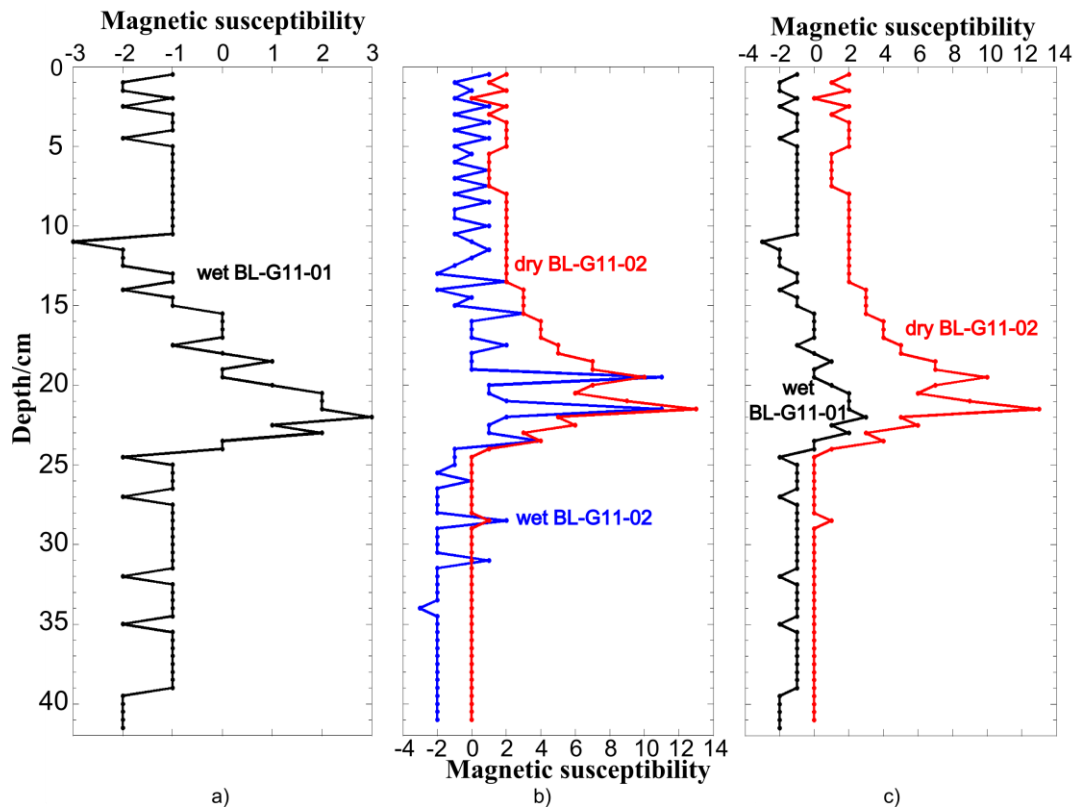 Magnetic susceptibility
-3 -2 -1 0 1 2 3
Magnetic susceptibility
-4 -2 0 2 4 6 8 10 12 14
Depth/cm
0
5
10
15
20
25
30
35
40
wet BL-G11-01
a)
dry BL-G11-02
wet BL-G11-02
-4 -2 0 2 4 6 8 10 12 14
Magnetic susceptibility
b)
dry BL-G11-02
wet
BL-G11-01
c)